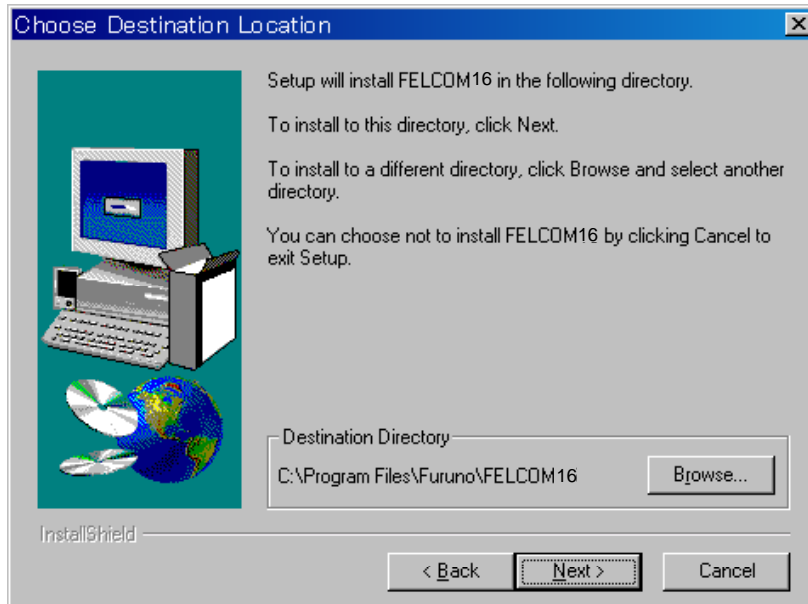 Choose Destination Location
Setup will install FELCOM16 in the following directory.
To install to this directory, click Next.
To install to a different directory, click Browse and select another
directory.
You can choose not to install FELCOM16 by clicking Cancel to
exit Setup.
Destination Directory
C:\Program Files\Furuno\FELCOM16
Browse...
InstallShield
< Back
Next >
Cancel